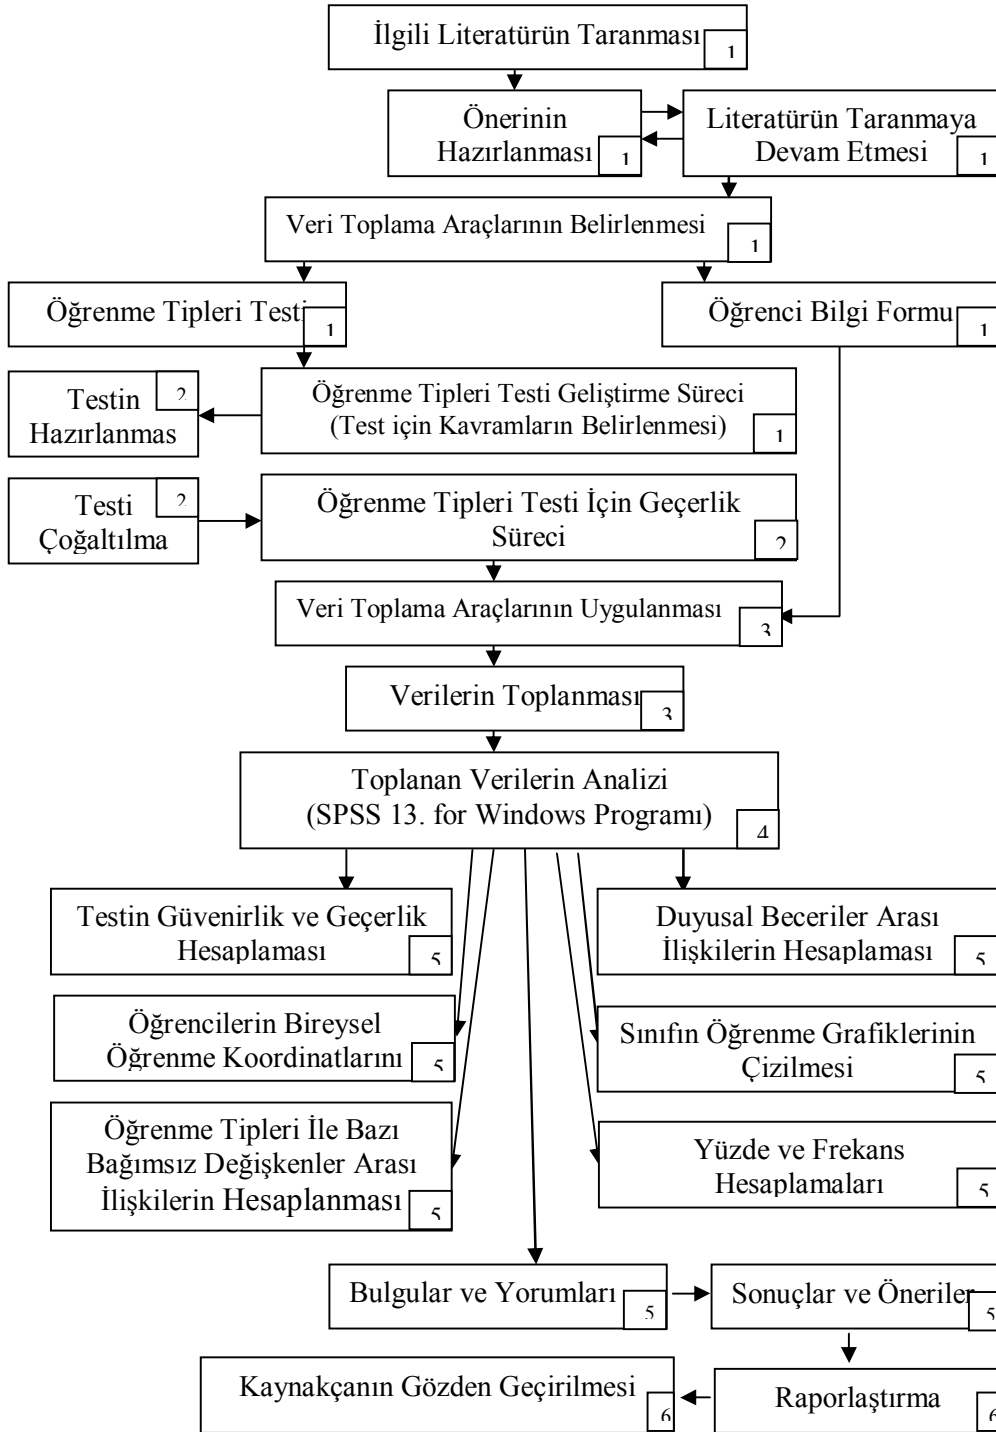 İlgili Literatürün Taranması
1
Önerinin
Hazırlanması
1
Literatürün Taranmaya
Devam Etmesi
1
Veri Toplama Araçlarının Belirlenmesi
1
Öğrenme Tipleri Testi
1
Öğrenci Bilgi Formu
1
Testin
Hazırlanmas
2
Öğrenme Tipleri Testi Geliştirme Süreci
(Test için Kavramların Belirlenmesi)
1
Testi
Çoğaltılma
2
Öğrenme Tipleri Testi İçin Geçerlik
Süreci
2
Veri Toplama Araçlarının Uygulanması
3
Verilerin Toplanması
3
Toplanan Verilerin Analizi
(SPSS 13. for Windows Programı)
4
Testin Güvenirlik ve Geçerlik
Hesaplaması
5
Duyusal Beceriler Arası
İlişkilerin Hesaplaması
5
Öğrencilerin Bireysel
Öğrenme Koordinatlarını
5
Sınıfın Öğrenme Grafiklerinin
Çizilmesi
5
Öğrenme Tipleri İle Bazı
Bağımsız Değişkenler Arası
İlişkilerin Hesaplanması
5
Yüzde ve Frekans
Hesaplamaları
5
Bulgular ve Yorumları
5
Sonuçlar ve Öneriler
5
Kaynakçanın Gözden Geçirilmesi
6
Raporlaştırma
6